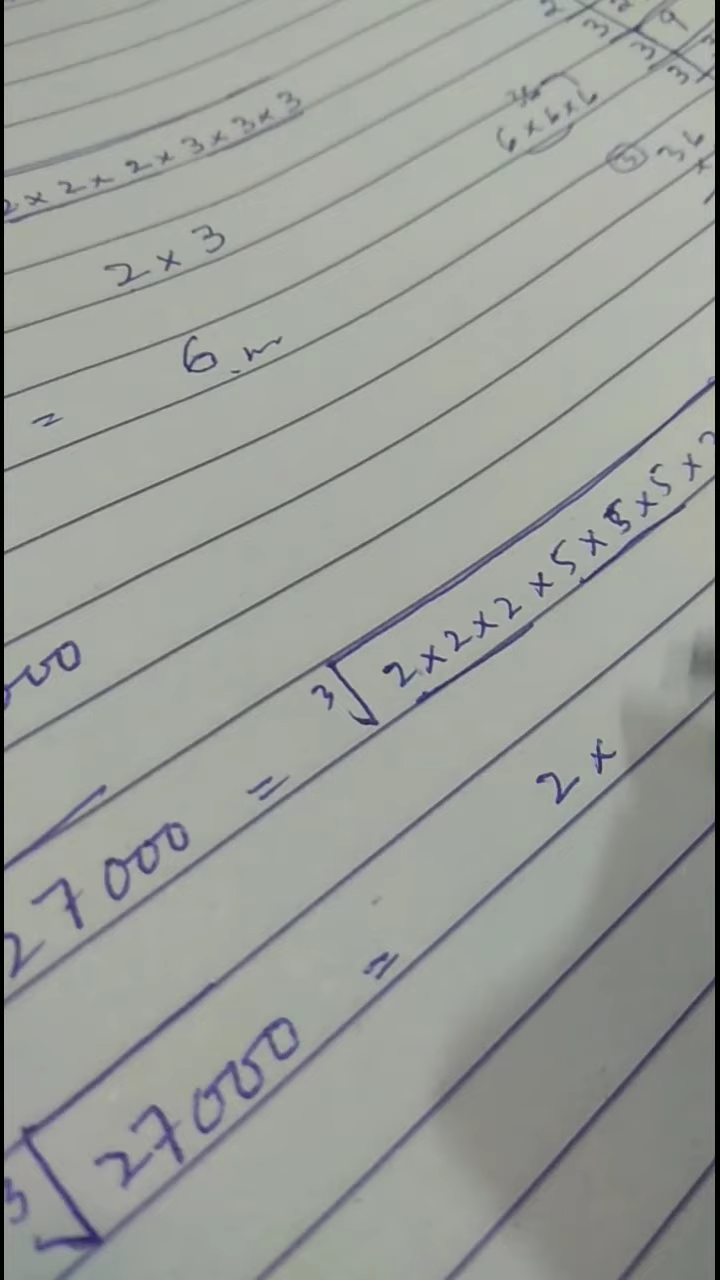 2 × 2 × 2 × 3 × 3 × 3
6 × 6 × 6
36
2 × 3
= 6
000
27000 = ∛2 × 2 × 2 × 5 × 5 × 5 ×
∛27000 = 2 ×